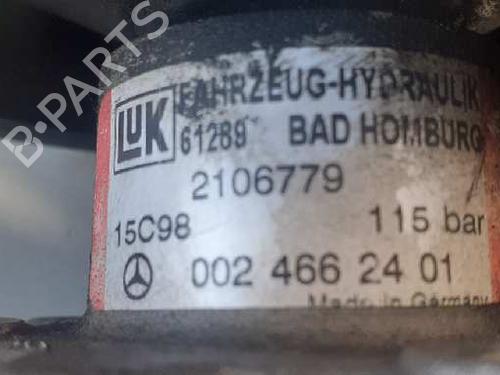 B-PARTS
LUK FAHRZEUG-HYDRAULIK
61289 BAD HOMBURG
2106779
15C98 115 bar
002 466 24 01
Made in Germany